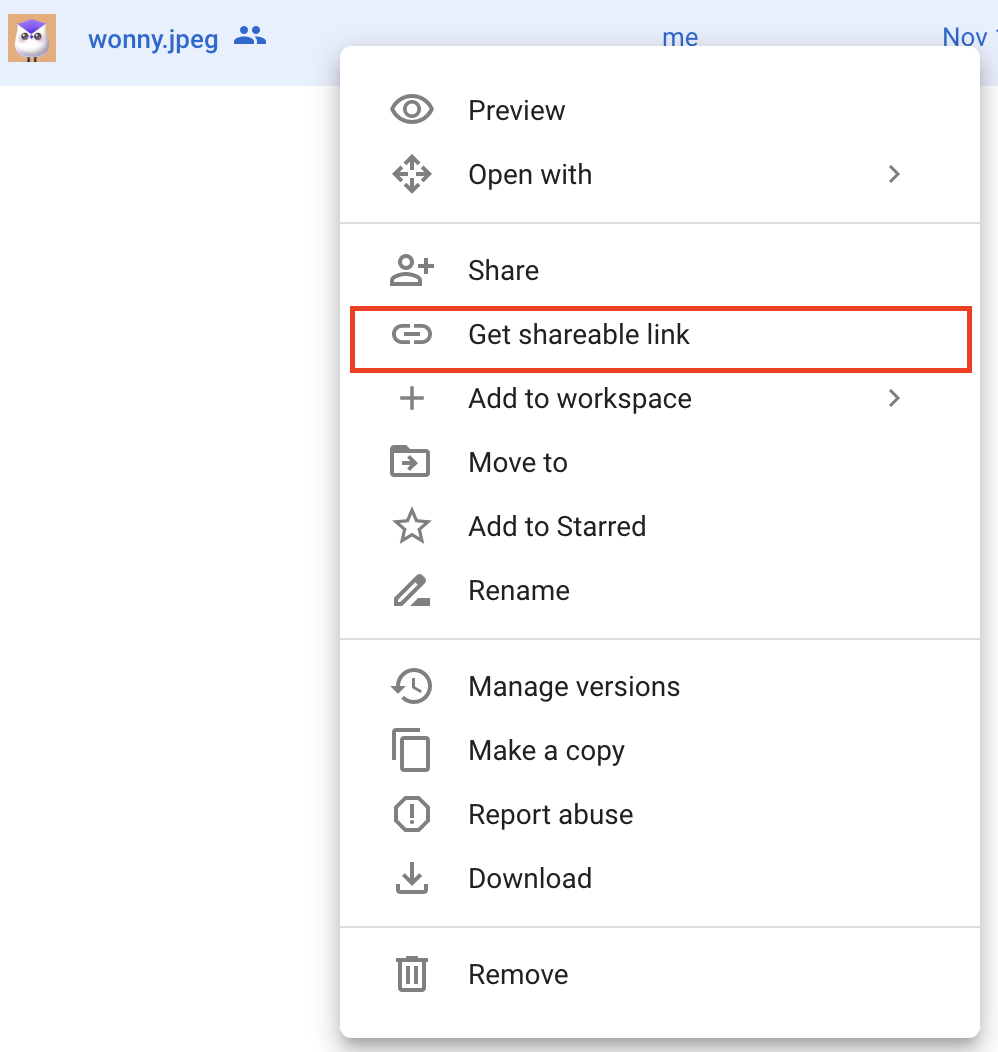 wonny.jpeg me Nov
Preview
Open with
Share
Get shareable link
Add to workspace
Move to
Add to Starred
Rename
Manage versions
Make a copy
Report abuse
Download
Remove